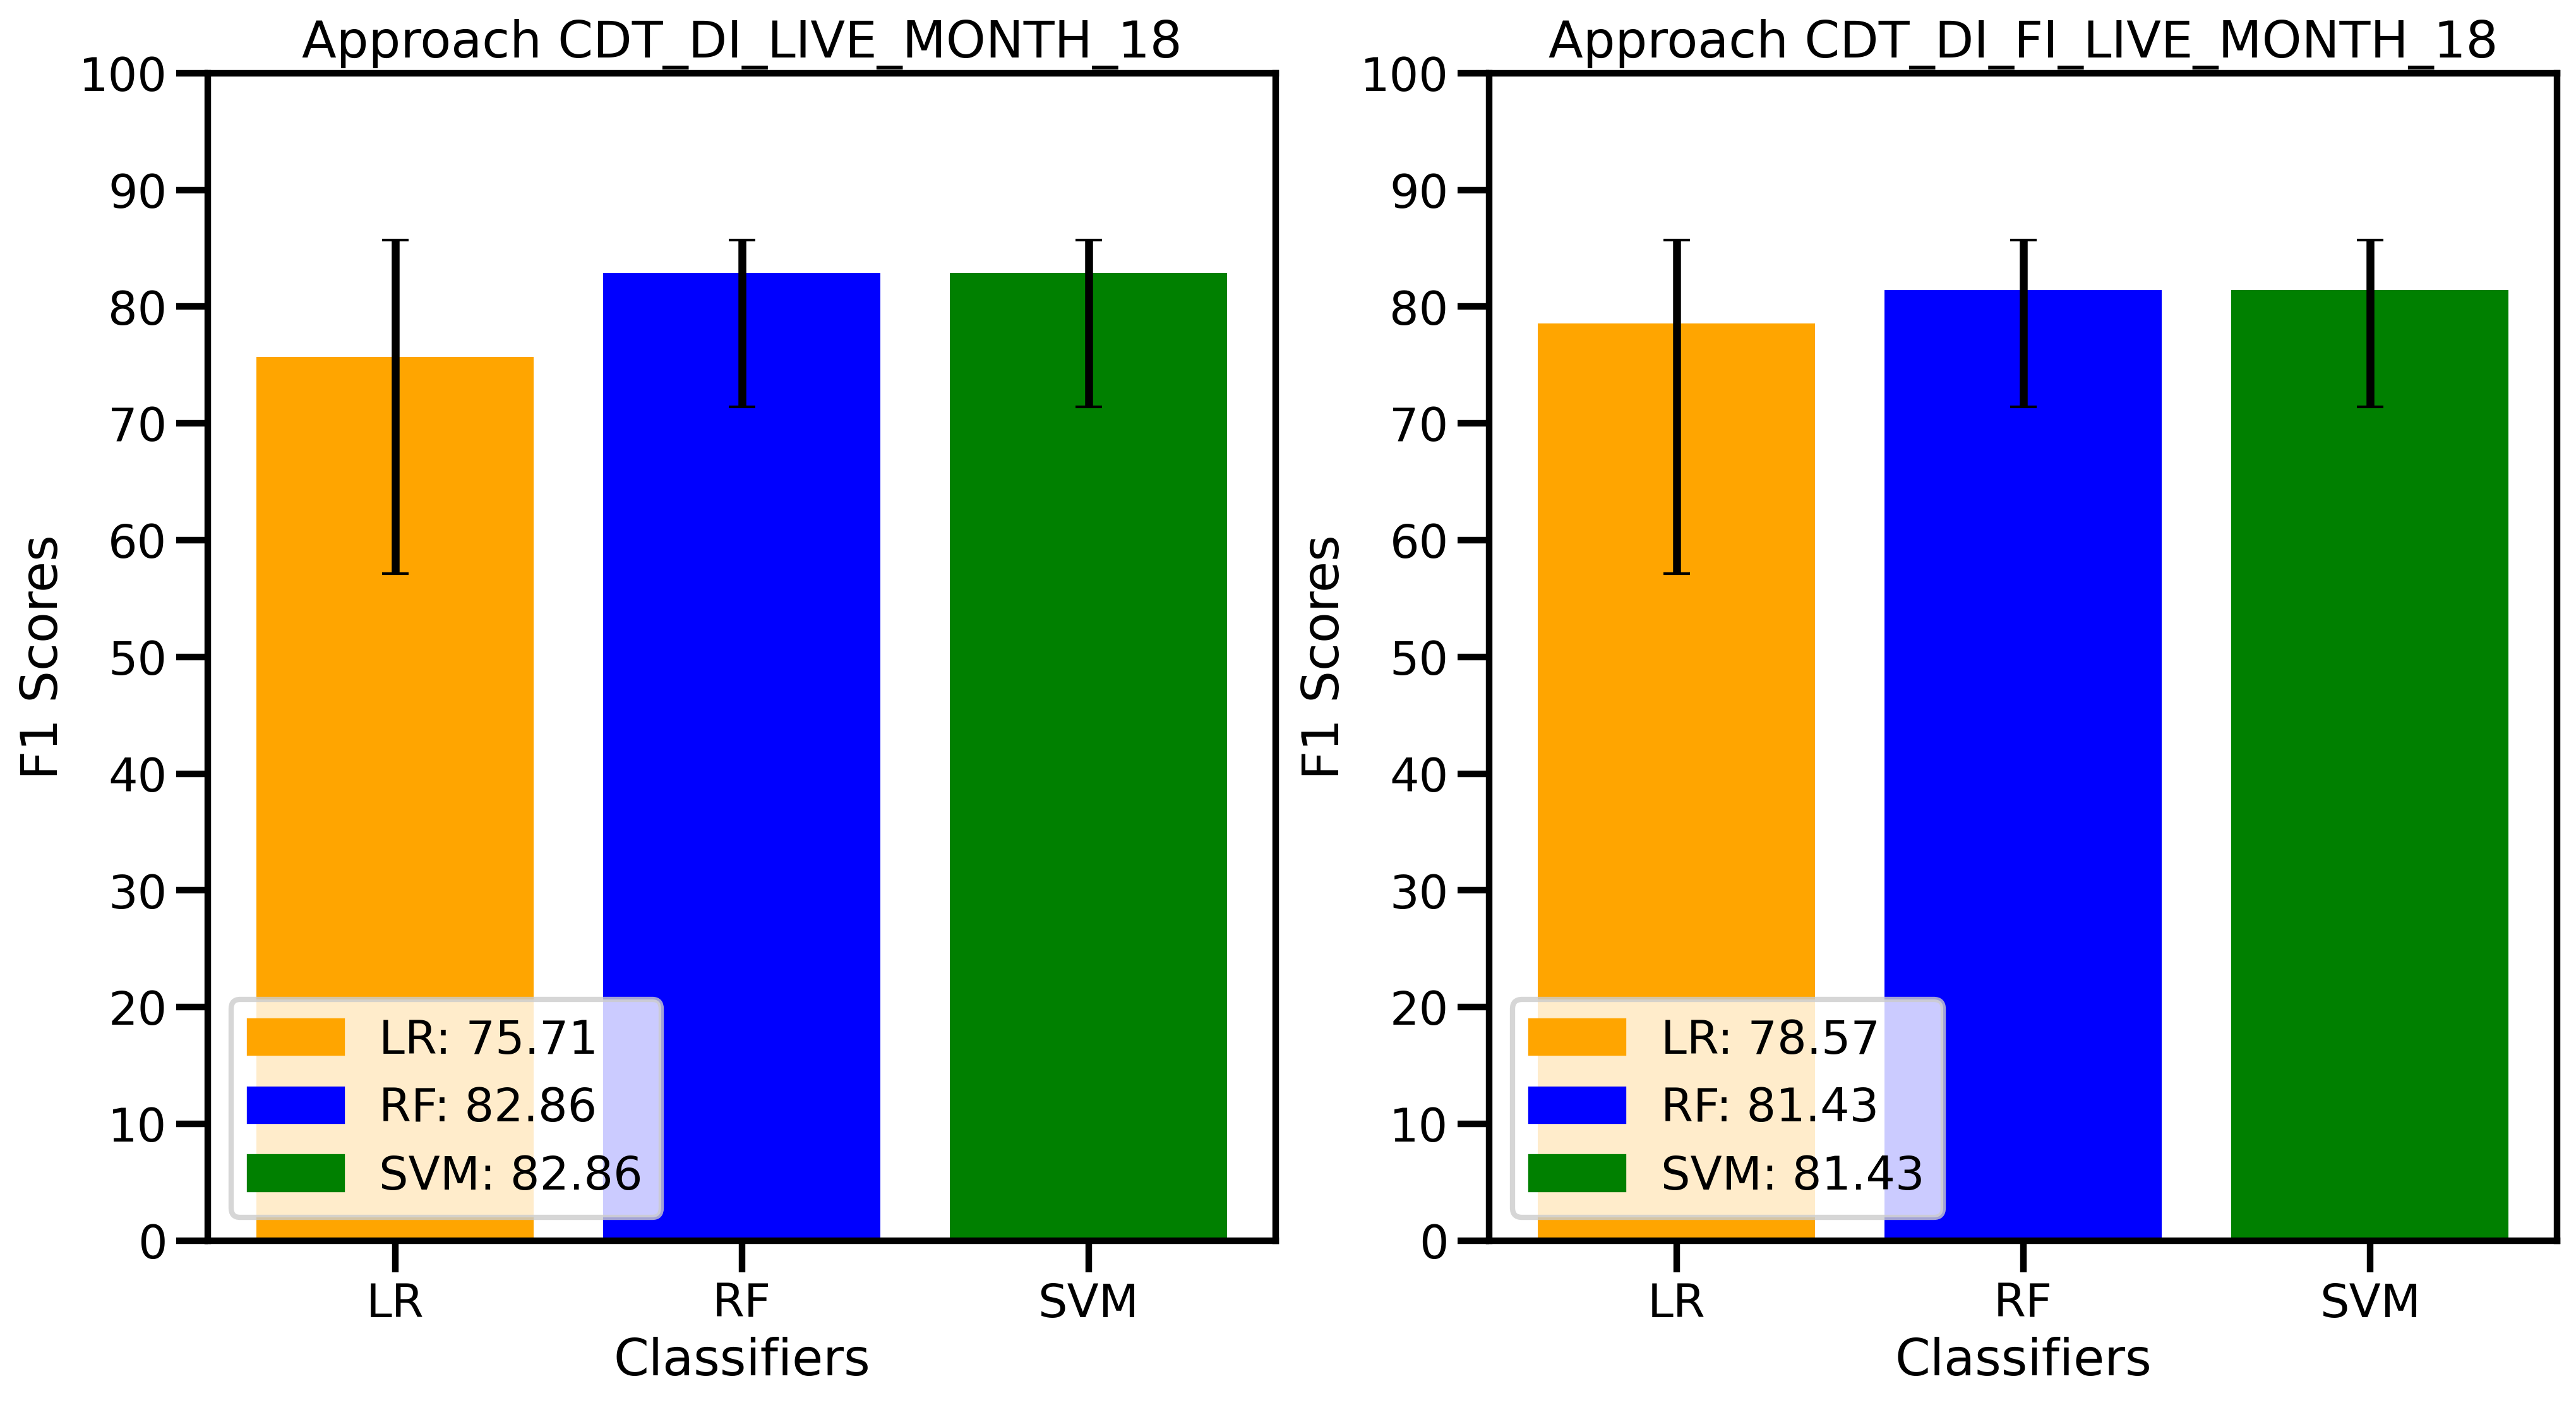 Approach CDT_DI_LIVE_MONTH_18
100
90
80
70
60
50
40
30
20
10
0
F1 Scores
LR: 75.71
RF: 82.86
SVM: 82.86
LR
RF
SVM
Classifiers
Approach CDT_DI_FI_LIVE_MONTH_18
100
90
80
70
60
50
40
30
20
10
0
F1 Scores
LR: 78.57
RF: 81.43
SVM: 81.43
LR
RF
SVM
Classifiers